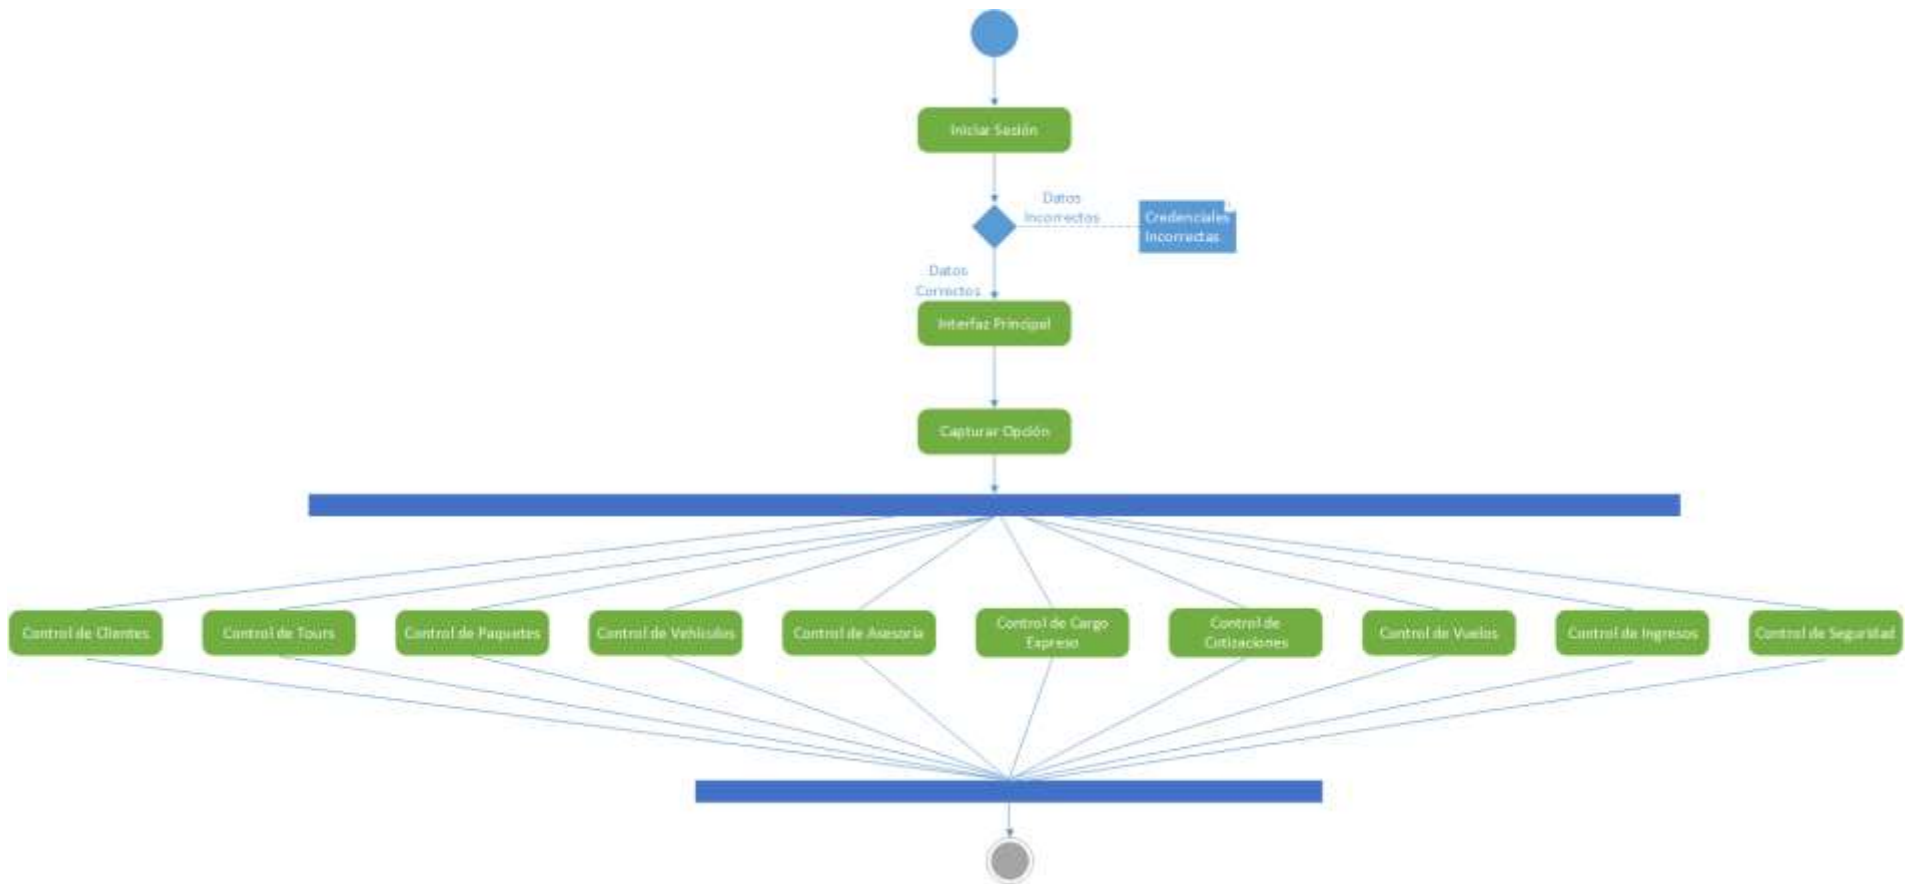 Iniciar Sesión
Datos
Incorrectos
Credenciales
Incorrectas
Datos
Correctos
Interfaz Principal
Capturar Opción
Control de Clientes
Control de Tours
Control de Paquetes
Control de Vehículos
Control de Asesoría
Control de Cargo
Expreso
Control de
Cotizaciones
Control de Vuelos
Control de Ingresos
Control de Seguridad